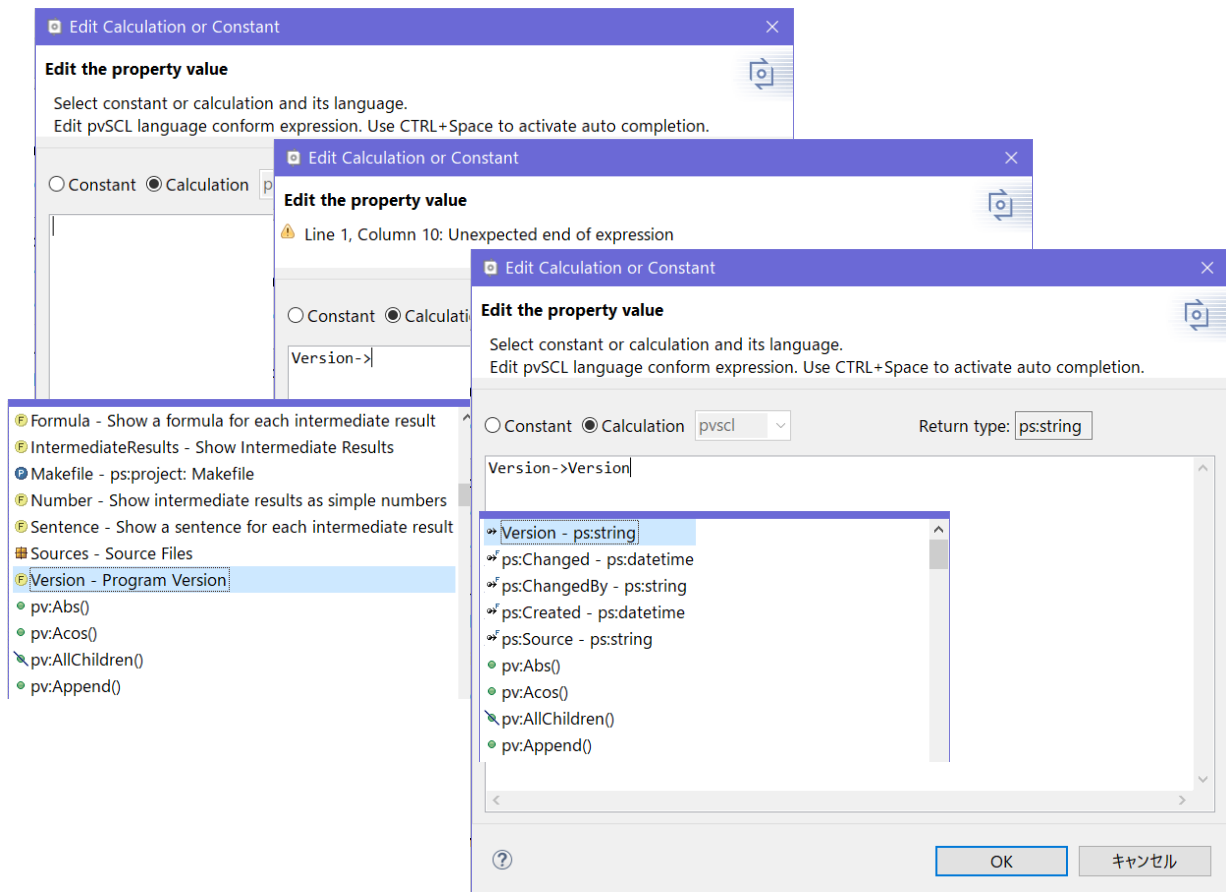 Edit Calculation or Constant
Edit the property value
Select constant or calculation and its language.
Edit pvSCL language conform expression. Use CTRL+Space to activate auto completion.
Constant Calculation p
Edit Calculation or Constant
Edit the property value
Line 1, Column 10: Unexpected end of expression
Constant Calculati
Version->
Formula - Show a formula for each intermediate result
IntermediateResults - Show Intermediate Results
Makefile - ps:project: Makefile
Number - Show intermediate results as simple numbers
Sentence - Show a sentence for each intermediate result
Sources - Source Files
Version - Program Version
pv:Abs()
pv:Acos()
pv:AllChildren()
pv:Append()
Edit Calculation or Constant
Edit the property value
Select constant or calculation and its language.
Edit pvSCL language conform expression. Use CTRL+Space to activate auto completion.
Constant Calculation pvscl Return type: ps:string
Version->Version
Version - ps:string
ps:Changed - ps:datetime
ps:ChangedBy - ps:string
ps:Created - ps:datetime
ps:Source - ps:string
pv:Abs()
pv:Acos()
pv:AllChildren()
pv:Append()
OK キャンセル